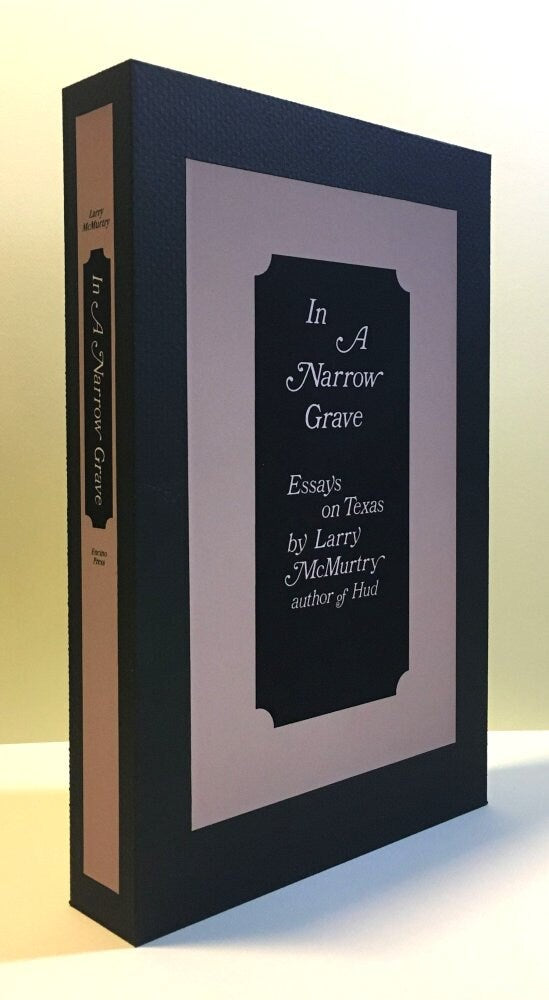 Larry
McMurtry
In A Narrow Grave
Encino
Press
In
A
Narrow
Grave
Essays
on Texas
by Larry
McMurtry
author of Hud